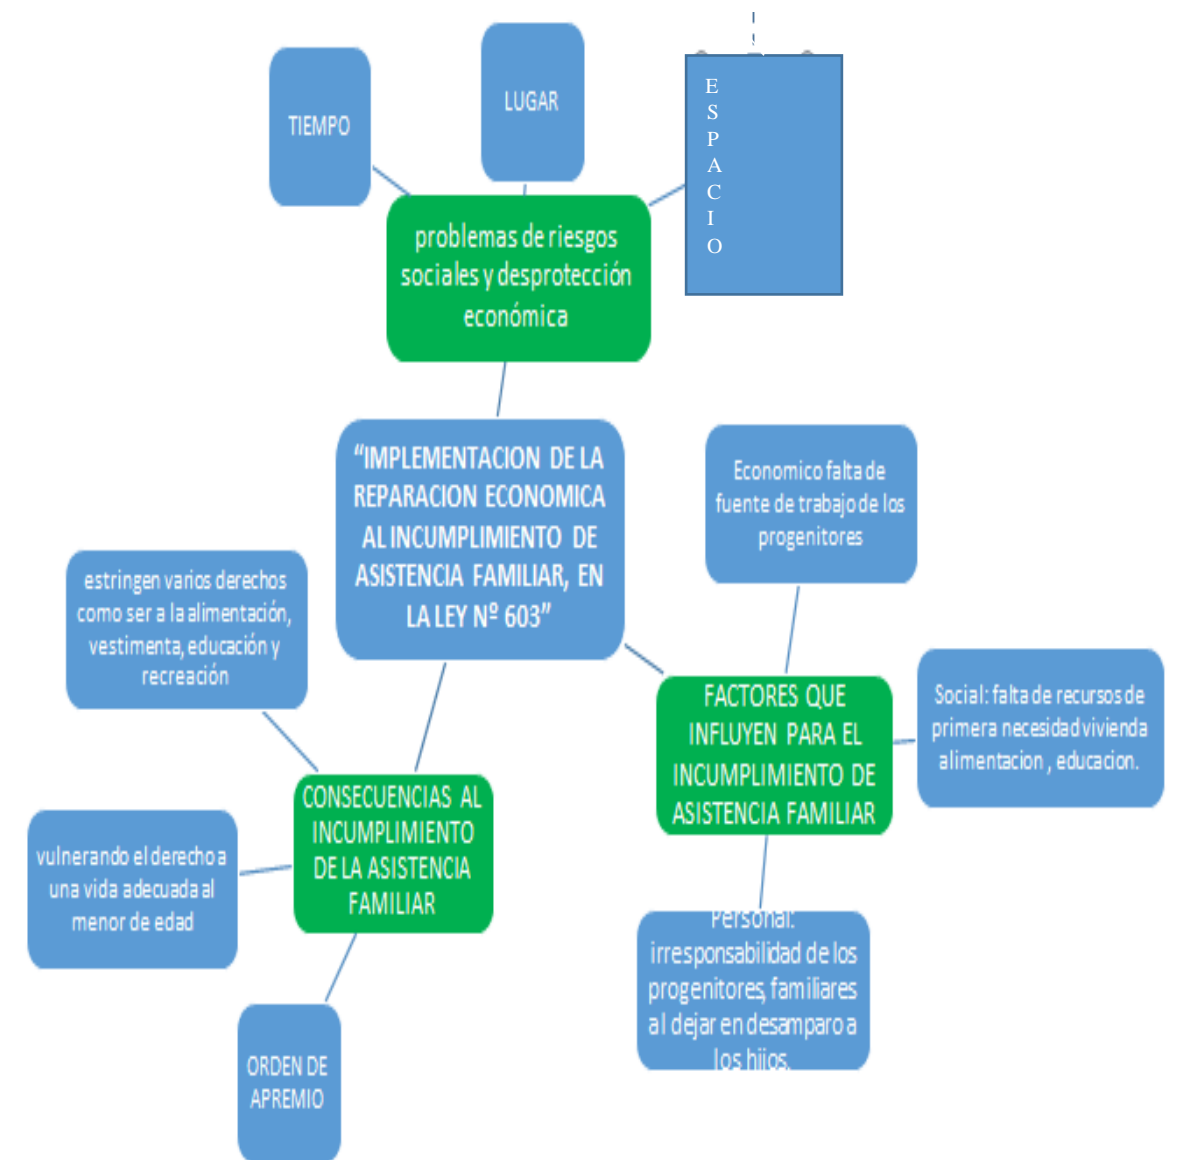 TIEMPO
LUGAR
E
S
P
A
C
I
O
problemas de riesgos
sociales y desprotección
económica
“IMPLEMENTACION DE LA
REPARACION ECONOMICA
AL INCUMPLIMIENTO DE
ASISTENCIA FAMILIAR, EN
LA LEY Nº 603”
Economico falta de
fuente de trabajo de los
progenitores
estringen varios derechos
como ser a la alimentación,
vestimenta, educación y
recreación
FACTORES QUE
INFLUYEN PARA EL
INCUMPLIMIENTO DE
ASISTENCIA FAMILIAR
Social: falta de recursos de
primera necesidad vivienda
alimentacion , educacion.
CONSECUENCIAS AL
INCUMPLIMIENTO
DE LA ASISTENCIA
FAMILIAR
vulnerando el derecho a
una vida adecuada al
menor de edad
Personal:
irresponsabilidad de los
progenitores, familiares
al dejar en desamparo a
los hijos.
ORDEN DE
APREMIO